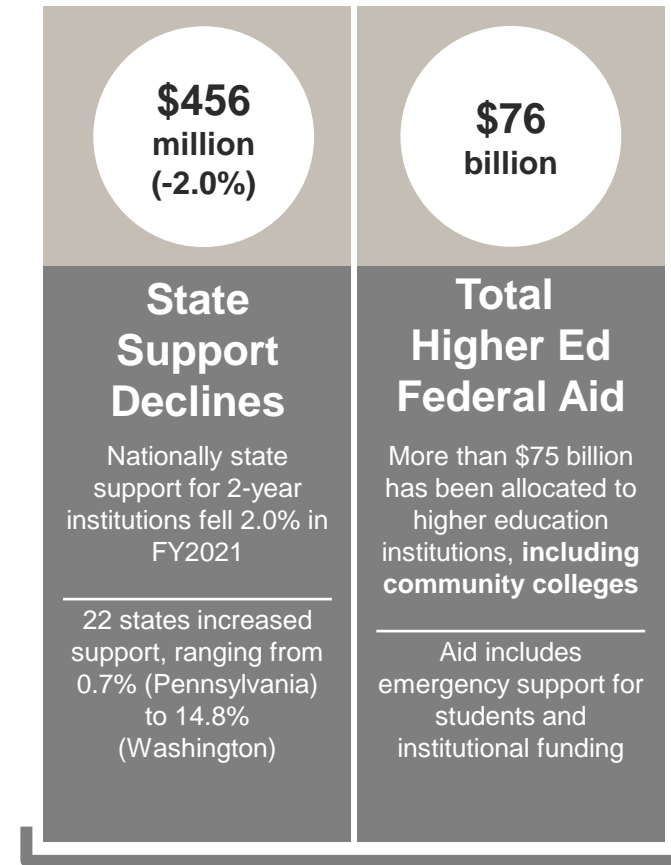 $456
million
(-2.0%)
State
Support
Declines
Nationally state
support for 2-year
institutions fell 2.0% in
FY2021
22 states increased
support, ranging from
0.7% (Pennsylvania)
to 14.8%
(Washington)
$76
billion
Total
Higher Ed
Federal Aid
More than $75 billion
has been allocated to
higher education
institutions, including
community colleges
Aid includes
emergency support for
students and
institutional funding